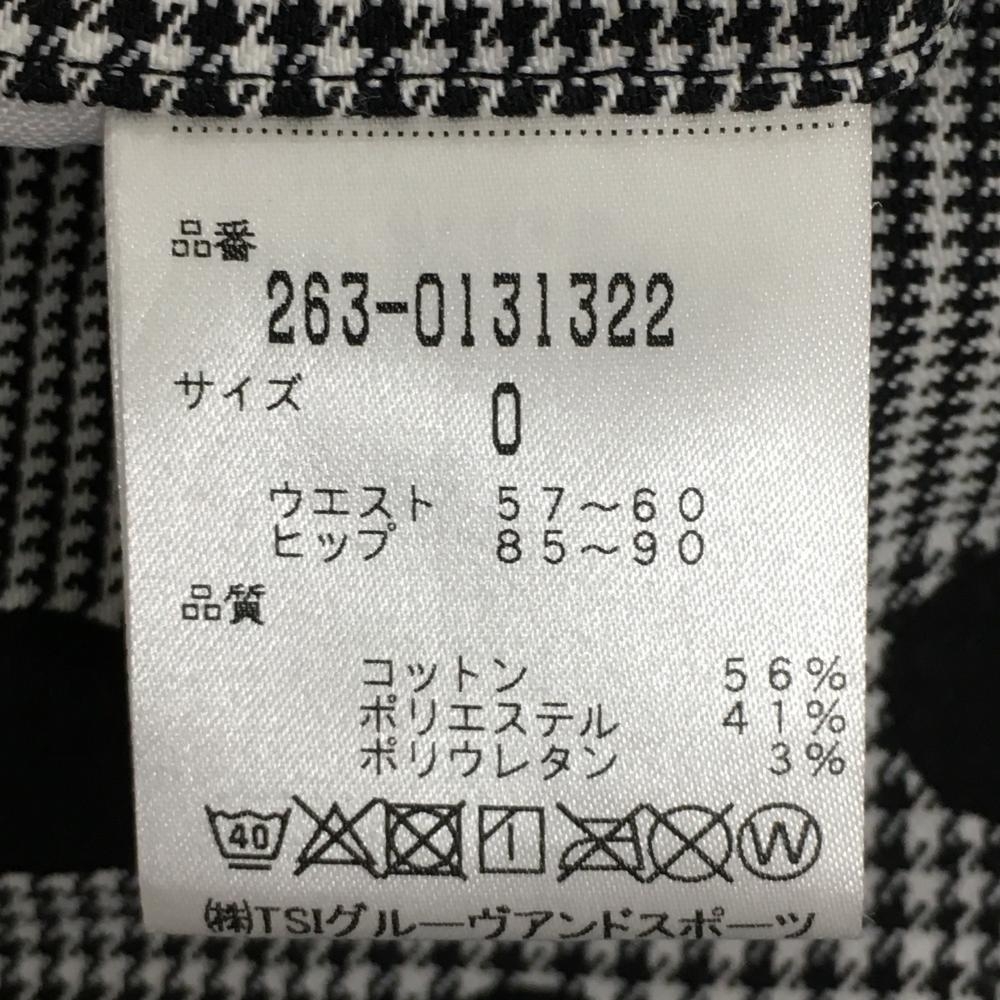 品番
263-0131322
サイズ
0
ウエスト 57～60
ヒップ 85～90
品質
コットン 56%
ポリエステル 41%
ポリウレタン 3%
40 W
㈱TSIグルーヴアンドスポーツ